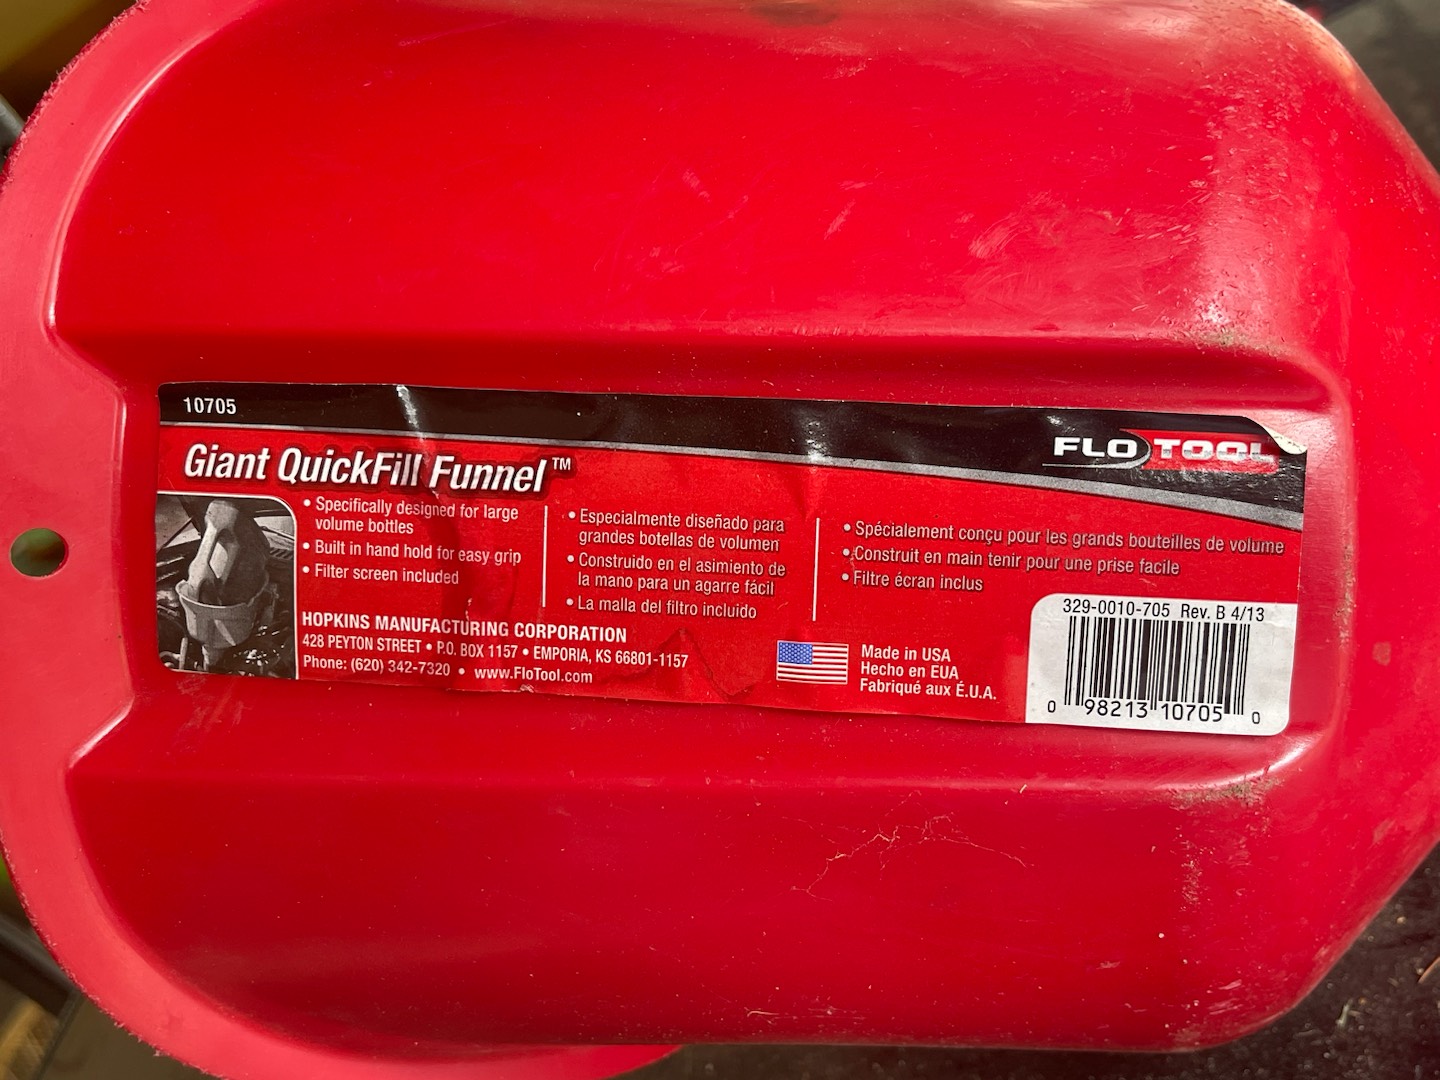 10705
FLOTOOL
Giant QuickFill Funnel™
• Specifically designed for large
volume bottles
• Built in hand hold for easy grip
• Filter screen included
• Especialmente diseñado para
grandes botellas de volumen
• Construido en el asimiento de
la mano para un agarre fácil
• La malla del filtro incluido
• Spécialement conçu pour les grands bouteilles de volume
• Construit en main tenir pour une prise facile
• Filtre écran inclus
HOPKINS MANUFACTURING CORPORATION
428 PEYTON STREET • P.O. BOX 1157 • EMPORIA, KS 66801-1157
Phone: (620) 342-7320 • www.FloTool.com
Made in USA
Hecho en EUA
Fabriqué aux É.U.A.
329-0010-705 Rev. B 4/13
0 98213 10705 0